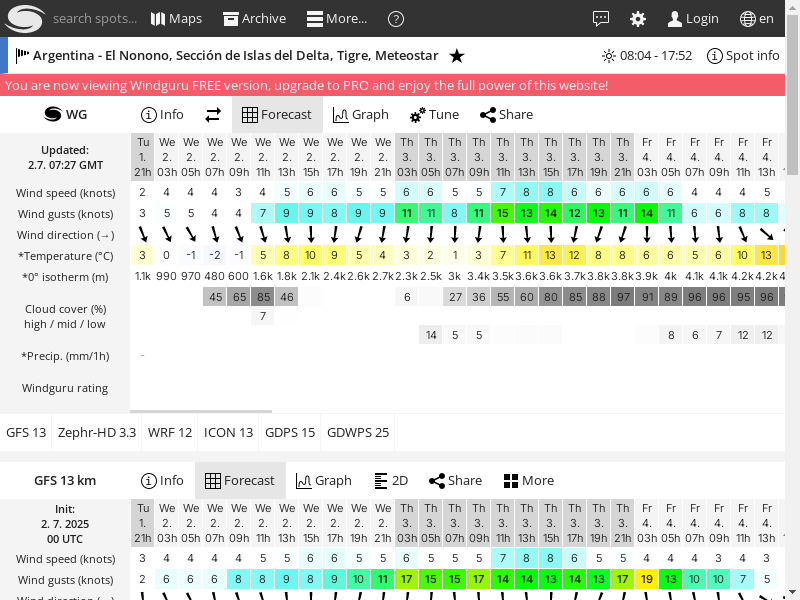 search spots... Maps Archive More... ? Login en
Argentina - El Nonono, Sección de Islas del Delta, Tigre, Meteostar ★ 08:04 - 17:52 Spot info
You are now viewing Windguru FREE version, upgrade to PRO and enjoy the full power of this website!
WG Info Forecast Graph Tune Share
Updated:
2.7. 07:27 GMT
Tu We We We We We We We We We We Th Th Th Th Th Th Th Th Th Th Fr Fr Fr Fr Fr Fr
1. 2. 2. 2. 2. 2. 2. 2. 2. 2. 2. 3. 3. 3. 3. 3. 3. 3. 3. 3. 3. 4. 4. 4. 4. 4. 4.
21h 03h 05h 07h 09h 11h 13h 15h 17h 19h 21h 03h 05h 07h 09h 11h 13h 15h 17h 19h 21h 03h 05h 07h 09h 11h 13h
Wind speed (knots) 2 4 4 4 3 4 5 6 6 5 5 6 6 5 5 7 8 8 6 6 6 6 6 4 4 4 5
Wind gusts (knots) 3 5 5 4 4 7 9 9 8 9 9 11 11 8 11 15 13 14 12 13 11 14 11 6 6 8 8
Wind direction (→)
*Temperature (°C) 3 0 -1 -2 -1 5 8 10 9 5 4 3 2 1 3 7 11 13 12 8 8 6 6 5 6 10 13
*0° isotherm (m) 1.1k 990 970 480 600 1.6k 1.8k 2.1k 2.4k 2.6k 2.7k 2.3k 2.5k 3k 3.4k 3.5k 3.6k 3.6k 3.7k 3.8k 3.8k 3.9k 4k 4.1k 4.1k 4.2k 4.2k
Cloud cover (%)
high / mid / low
45 65 85 46 6 27 36 55 60 80 85 88 97 91 89 96 96 95 96
7
14 5 5 8 6 7 12 12
*Precip. (mm/1h) -
Windguru rating
GFS 13 Zephr-HD 3.3 WRF 12 ICON 13 GDPS 15 GDWPS 25
GFS 13 km Info Forecast Graph 2D Share More
Init:
2. 7. 2025
00 UTC
Tu We We We We We We We We We We Th Th Th Th Th Th Th Th Th Th Fr Fr Fr Fr Fr Fr
1. 2. 2. 2. 2. 2. 2. 2. 2. 2. 2. 3. 3. 3. 3. 3. 3. 3. 3. 3. 3. 4. 4. 4. 4. 4. 4.
21h 03h 05h 07h 09h 11h 13h 15h 17h 19h 21h 03h 05h 07h 09h 11h 13h 15h 17h 19h 21h 03h 05h 07h 09h 11h 13h
Wind speed (knots) 3 4 4 4 4 5 5 6 6 5 5 6 5 5 5 7 8 8 6 5 5 4 4 4 3 4 3
Wind gusts (knots) 2 6 6 6 8 8 9 8 9 10 11 17 15 15 17 14 14 13 14 13 17 19 13 10 10 7 5